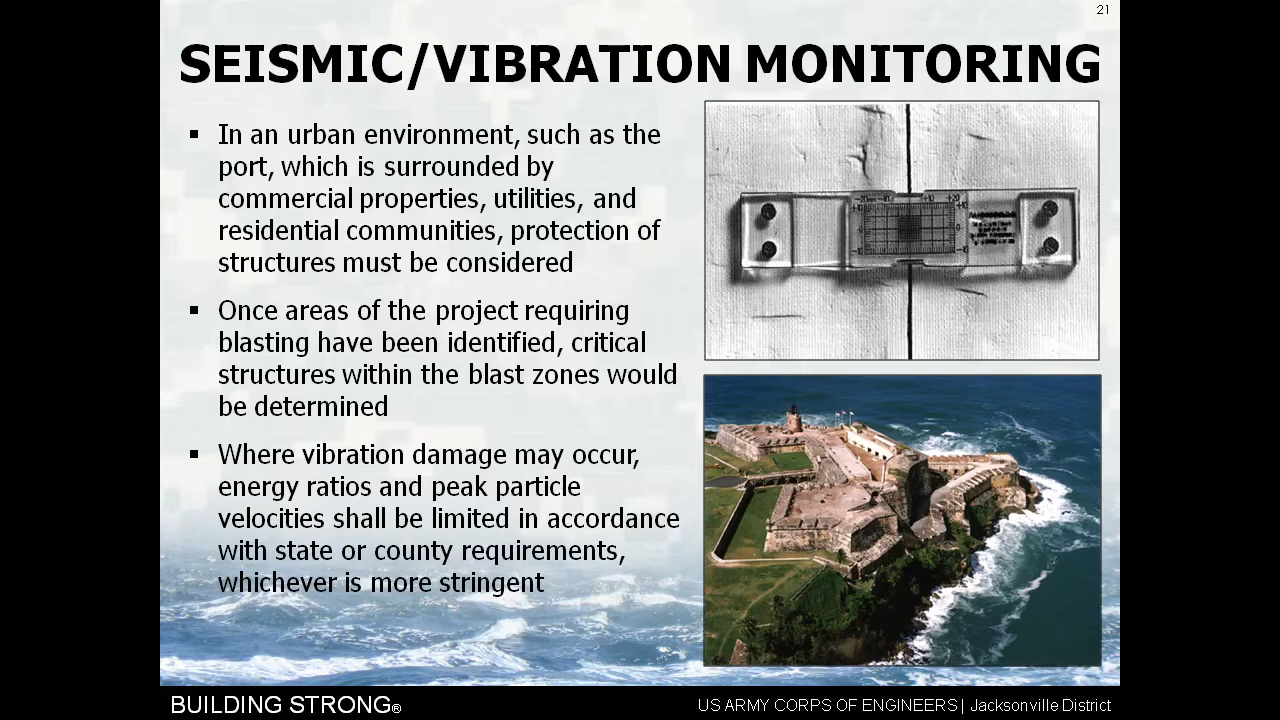 21
SEISMIC/VIBRATION MONITORING
▪ In an urban environment, such as the
port, which is surrounded by
commercial properties, utilities, and
residential communities, protection of
structures must be considered
▪ Once areas of the project requiring
blasting have been identified, critical
structures within the blast zones would
be determined
▪ Where vibration damage may occur,
energy ratios and peak particle
velocities shall be limited in accordance
with state or county requirements,
whichever is more stringent
BUILDING STRONG®
US ARMY CORPS OF ENGINEERS | Jacksonville District